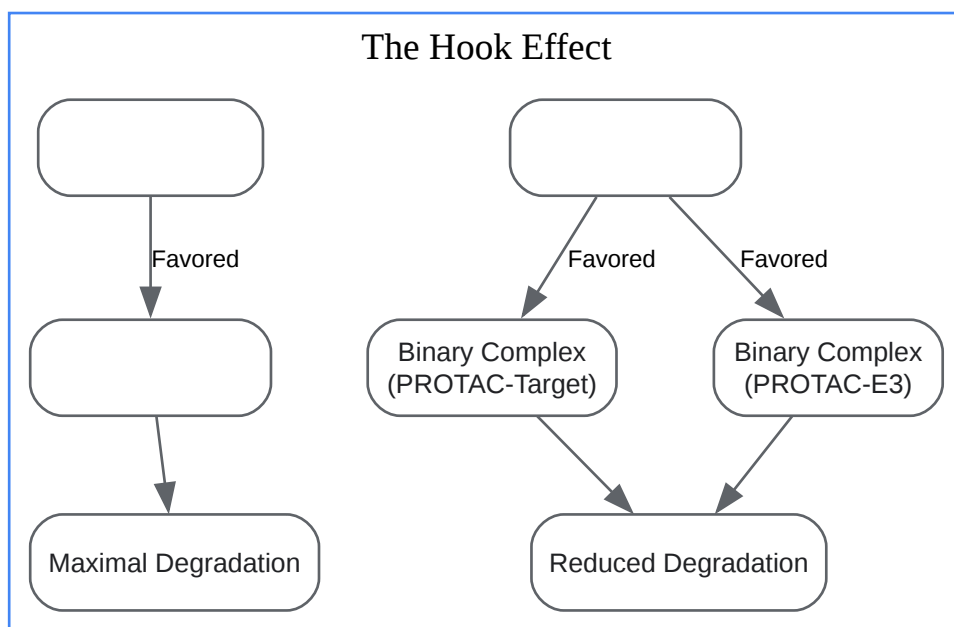 The Hook Effect
Favored
Favored
Favored
Binary Complex
(PROTAC-Target)
Binary Complex
(PROTAC-E3)
Maximal Degradation
Reduced Degradation